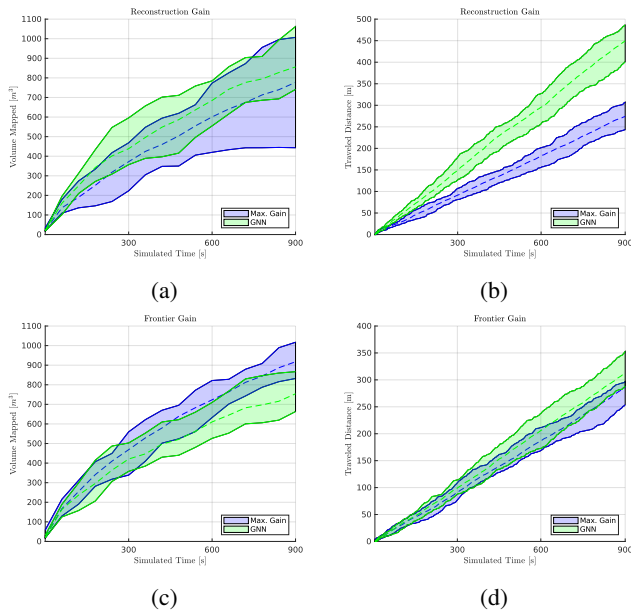 Reconstruction Gain
Volume Mapped [m³]
1100
1000
900
800
700
600
500
400
300
200
100
0
300
600
900
Simulated Time [s]
Max. Gain
GNN
(a)
Reconstruction Gain
Traveled Distance [m]
500
450
400
350
300
250
200
150
100
50
0
300
600
900
Simulated Time [s]
Max. Gain
GNN
(b)
Frontier Gain
Volume Mapped [m³]
1100
1000
900
800
700
600
500
400
300
200
100
0
300
600
900
Simulated Time [s]
Max. Gain
GNN
(c)
Frontier Gain
Traveled Distance [m]
400
350
300
250
200
150
100
50
0
300
600
900
Simulated Time [s]
Max. Gain
GNN
(d)